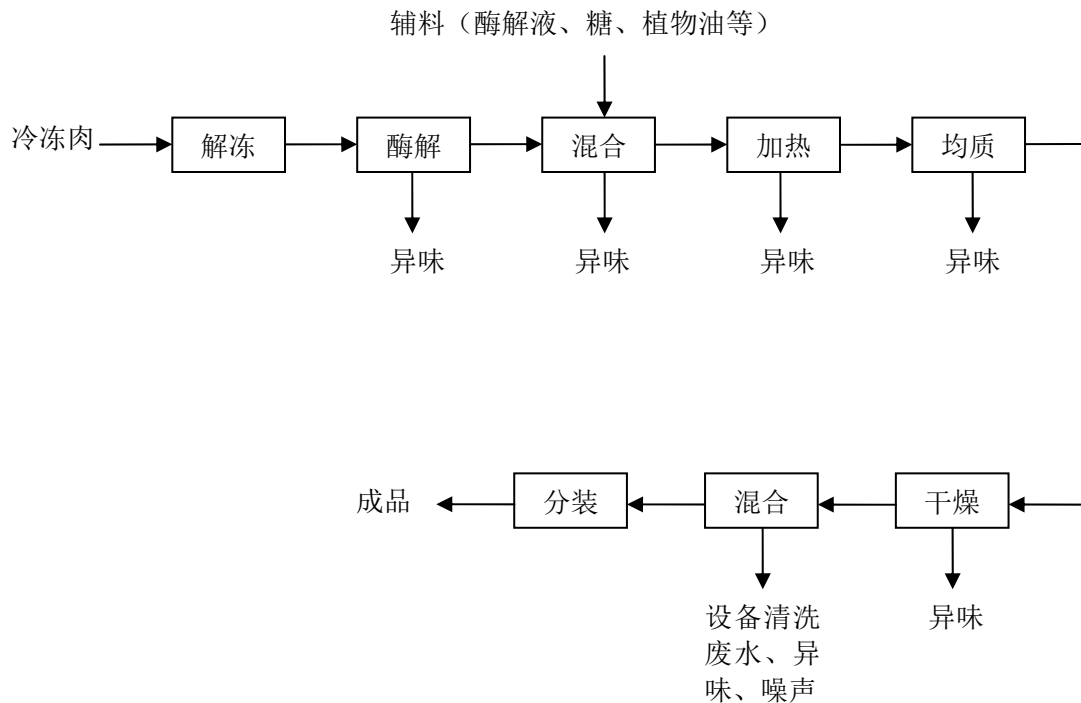 辅料（酶解液、糖、植物油等）
冷冻肉
解冻
酶解
混合
加热
均质
异味
异味
异味
异味
成品
分装
混合
干燥
设备清洗
废水、异
味、噪声
异味